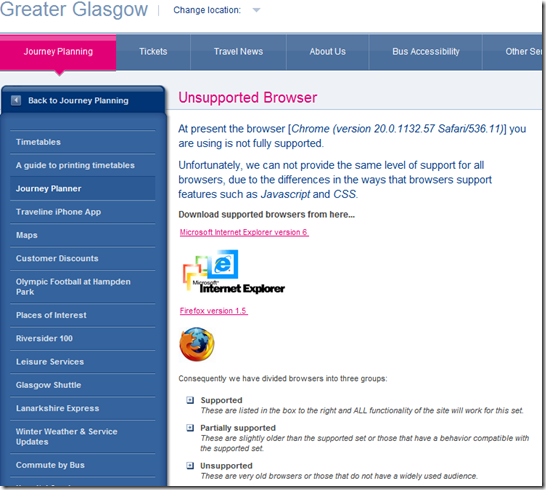 Greater Glasgow
Change location:
Journey Planning
Tickets
Travel News
About Us
Bus Accessibility
Other Se
Back to Journey Planning
Timetables
A guide to printing timetables
Journey Planner
Traveline iPhone App
Maps
Customer Discounts
Olympic Football at Hampden
Park
Places of Interest
Riversider 100
Leisure Services
Glasgow Shuttle
Lanarkshire Express
Winter Weather & Service
Updates
Commute by Bus
Unsupported Browser
At present the browser [Chrome (version 20.0.1132.57 Safari/536.11)] you
are using is not fully supported.
Unfortunately, we can not provide the same level of support for all
browsers, due to the differences in the ways that browsers support
features such as Javascript and CSS.
Download supported browsers from here...
Microsoft Internet Explorer version 6
Microsoft
Internet Explorer
Firefox version 1.5
Consequently we have divided browsers into three groups:
Supported
These are listed in the box to the right and ALL functionality of the site will work for this set.
Partially supported
These are slightly older than the supported set or those that have a behavior compatible with
the supported set.
Unsupported
These are very old browsers or those that do not have a widely used audience.